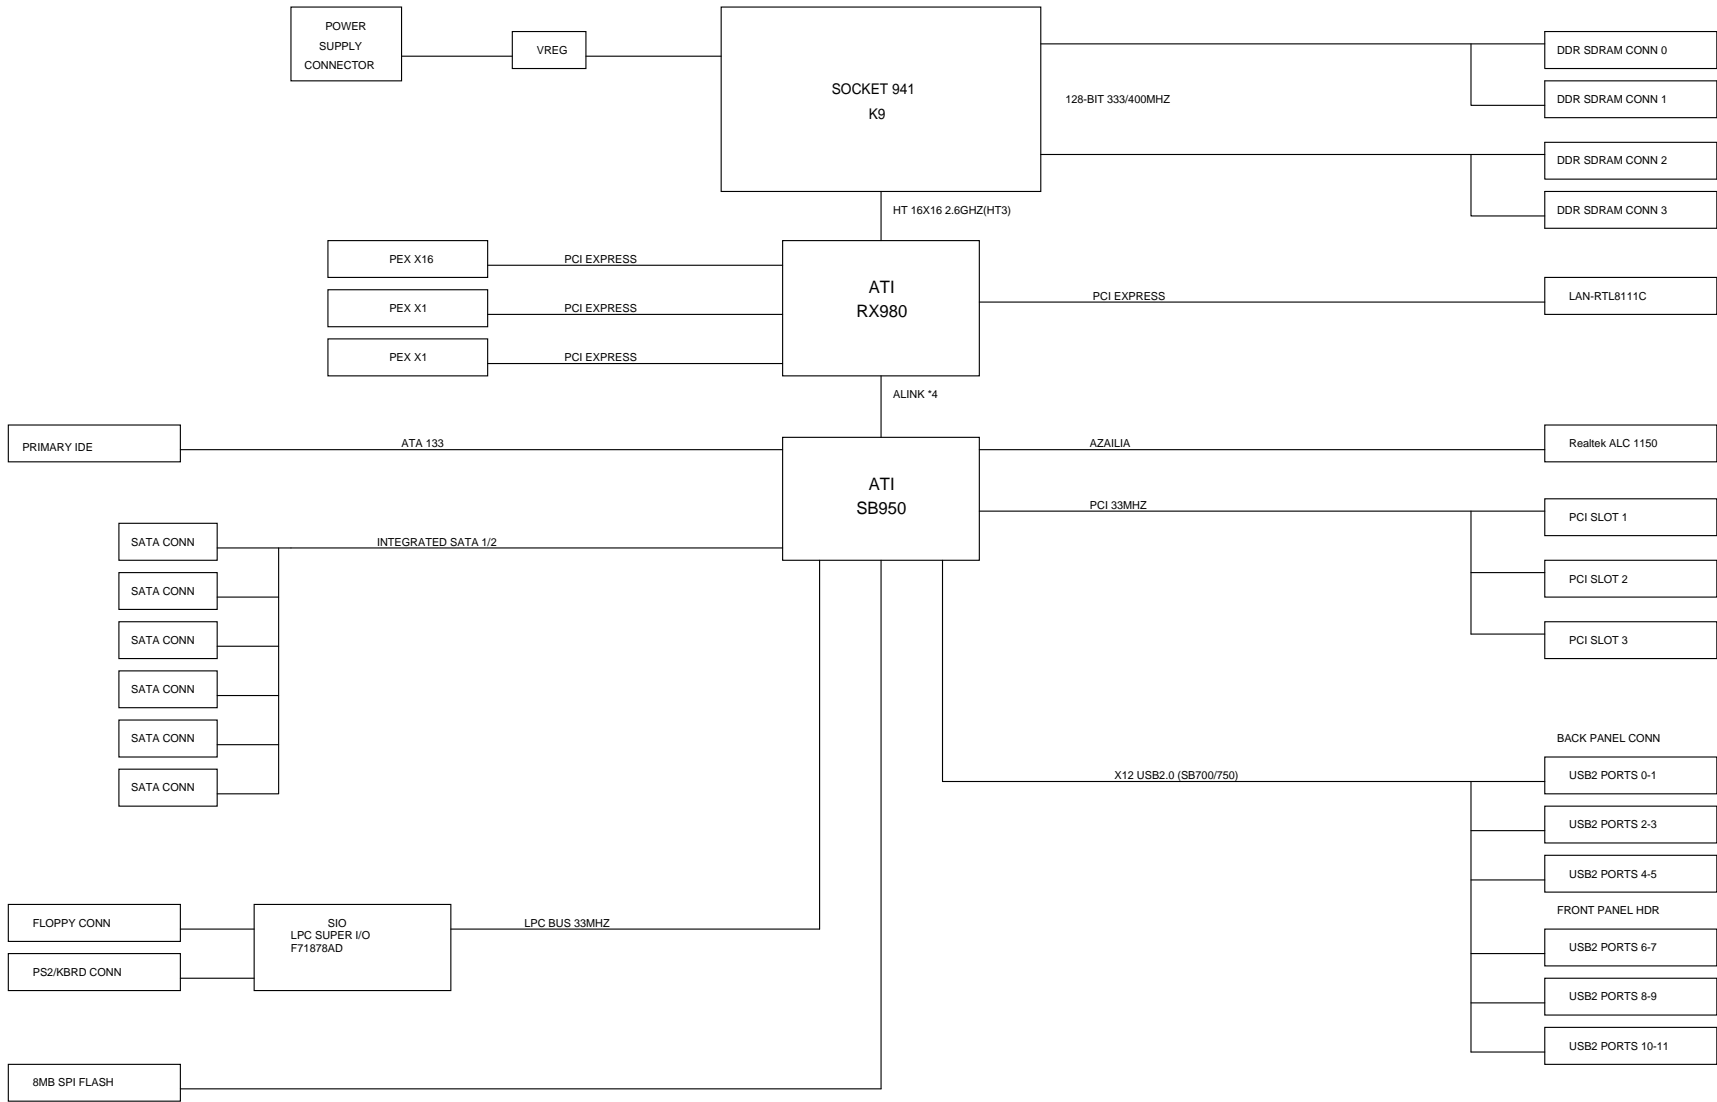 POWER
SUPPLY
CONNECTOR
VREG
SOCKET 941
K9
128-BIT 333/400MHZ
DDR SDRAM CONN 0
DDR SDRAM CONN 1
DDR SDRAM CONN 2
DDR SDRAM CONN 3
HT 16X16 2.6GHZ(HT3)
PEX X16
PCI EXPRESS
PEX X1
PCI EXPRESS
PEX X1
PCI EXPRESS
ATI
RX980
PCI EXPRESS
LAN-RTL8111C
ALINK *4
PRIMARY IDE
ATA 133
ATI
SB950
AZAILIA
Realtek ALC 1150
PCI 33MHZ
PCI SLOT 1
PCI SLOT 2
PCI SLOT 3
SATA CONN
INTEGRATED SATA 1/2
SATA CONN
SATA CONN
SATA CONN
SATA CONN
SATA CONN
BACK PANEL CONN
X12 USB2.0 (SB700/750)
USB2 PORTS 0-1
USB2 PORTS 2-3
USB2 PORTS 4-5
FRONT PANEL HDR
USB2 PORTS 6-7
USB2 PORTS 8-9
USB2 PORTS 10-11
FLOPPY CONN
PS2/KBRD CONN
SIO
LPC SUPER I/O
F71878AD
LPC BUS 33MHZ
8MB SPI FLASH